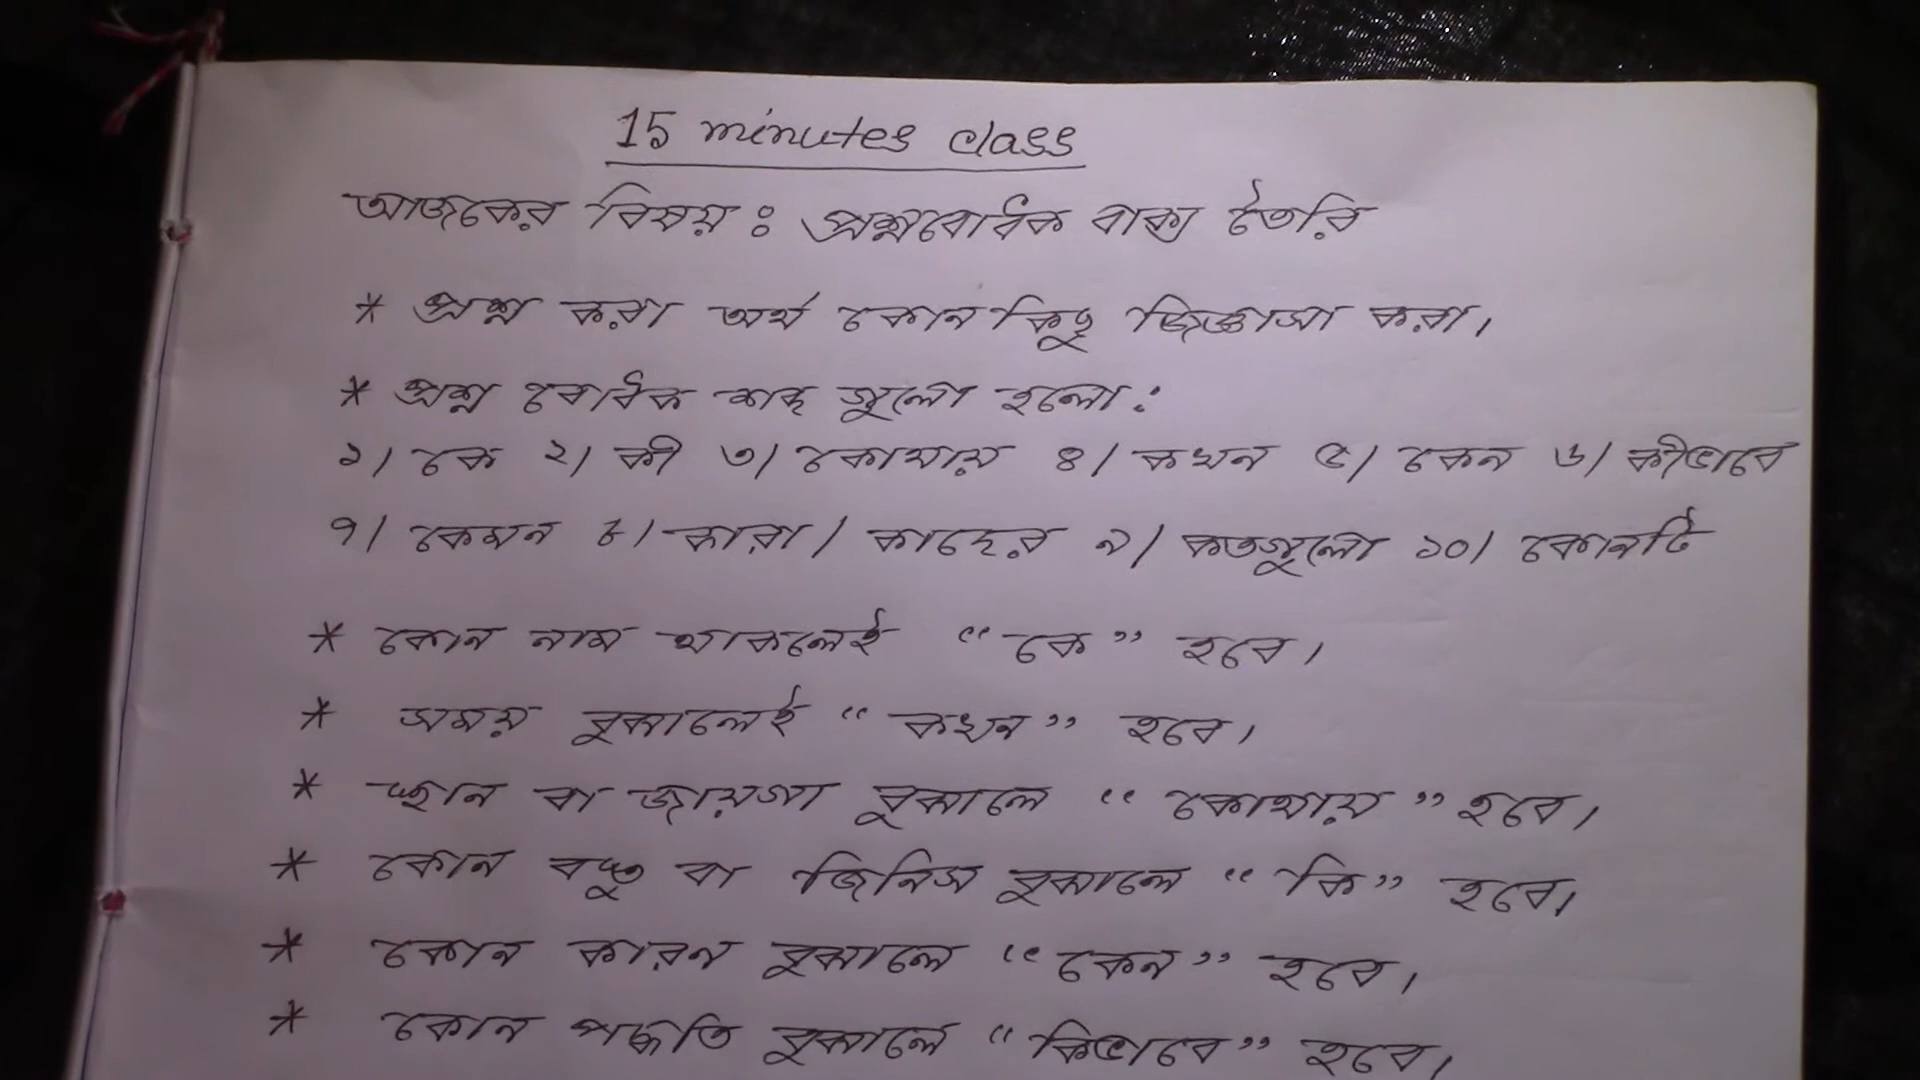 15 minutes class
আজকের বিষয় : প্রশ্নবোধক বাক্য তৈরি
* প্রশ্ন করা অর্থ কোন কিছু জিজ্ঞাসা করা।
* প্রশ্ন বোধক শব্দ গুলো হলো :
১/ কে ২/ কী ৩/ কোথায় ৪/ কখন ৫/ কেন ৬/ কীভাবে
৭/ কেমন ৮/ কারা/ কাদের ৯/ কতগুলো ১০/ কোনটি
* কোন নাম থাকলেই “কে” হবে।
* সময় বুঝালেই “কখন” হবে।
* স্থান বা জায়গা বুঝালে “কোথায়” হবে।
* কোন বস্তু বা জিনিস বুঝালে “কি” হবে।
* কোন কারন বুঝালে “কেন” হবে।
* কোন পদ্ধতি বুঝালে “কিভাবে” হবে।